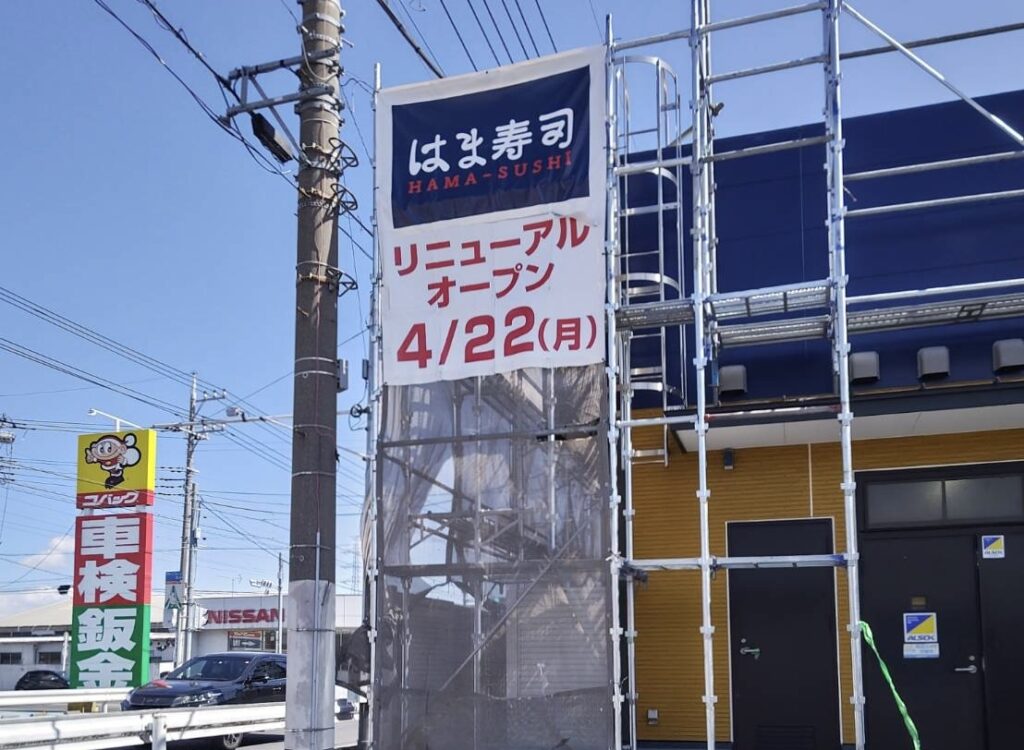 はま寿司
HAMA-SUSHI
リニューアル
オープン
4/22(月)
コバック
車検
鈑金
NISSAN
ALSOK
ALSOK